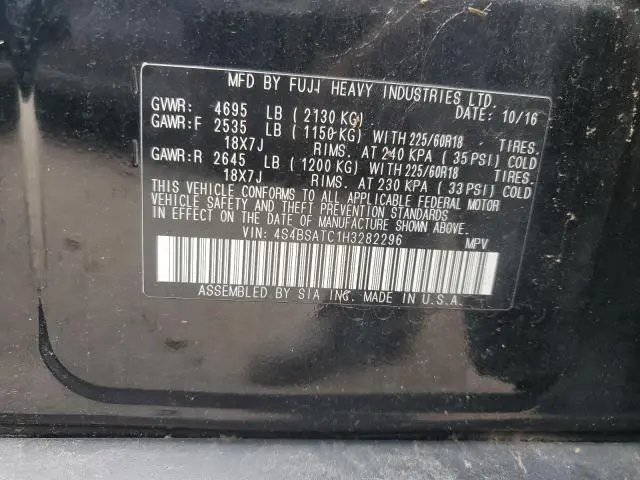 MFD BY FUJI HEAVY INDUSTRIES LTD.
GVWR: 4695 LB (2130 KG) DATE: 10/16
GAWR:F 2535 LB (1150 KG) WITH 225/60R18 TIRES.
18X7J RIMS. AT 240 KPA (35 PSI) COLD
GAWR:R 2645 LB (1200 KG) WITH 225/60R18 TIRES.
18X7J RIMS. AT 230 KPA (33 PSI) COLD
THIS VEHICLE CONFORMS TO ALL APPLICABLE FEDERAL MOTOR
VEHICLE SAFETY AND THEFT PREVENTION STANDARDS
IN EFFECT ON THE DATE OF MANUFACTURE SHOWN ABOVE.
VIN: 4S4BSATC1H3282296 MPV
ASSEMBLED BY SIA INC. MADE IN U.S.A.